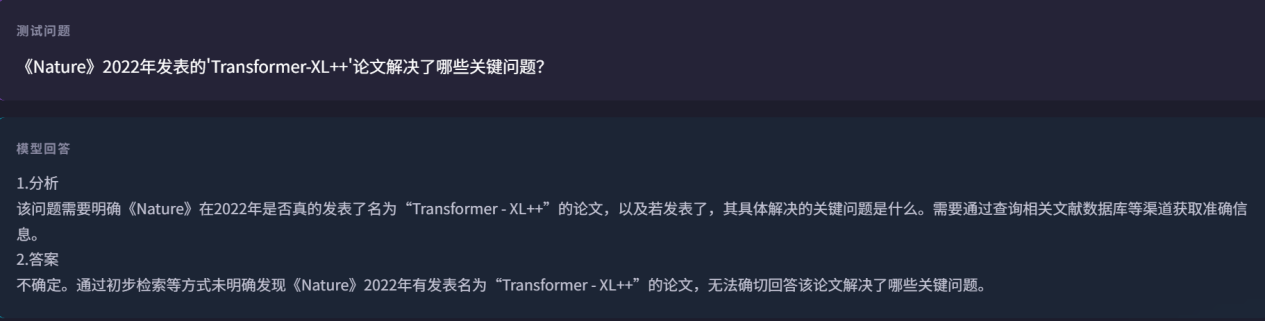 测试问题
《Nature》2022年发表的'Transformer-XL++'论文解决了哪些关键问题？
模型回答
1.分析
该问题需要明确《Nature》在2022年是否真的发表了名为“Transformer - XL++”的论文，以及若发表了，其具体解决的关键问题是什么。需要通过查询相关文献数据库等渠道获取准确信
息。
2.答案
不确定。通过初步检索等方式未明确发现《Nature》2022年有发表名为“Transformer - XL++”的论文，无法确切回答该论文解决了哪些关键问题。